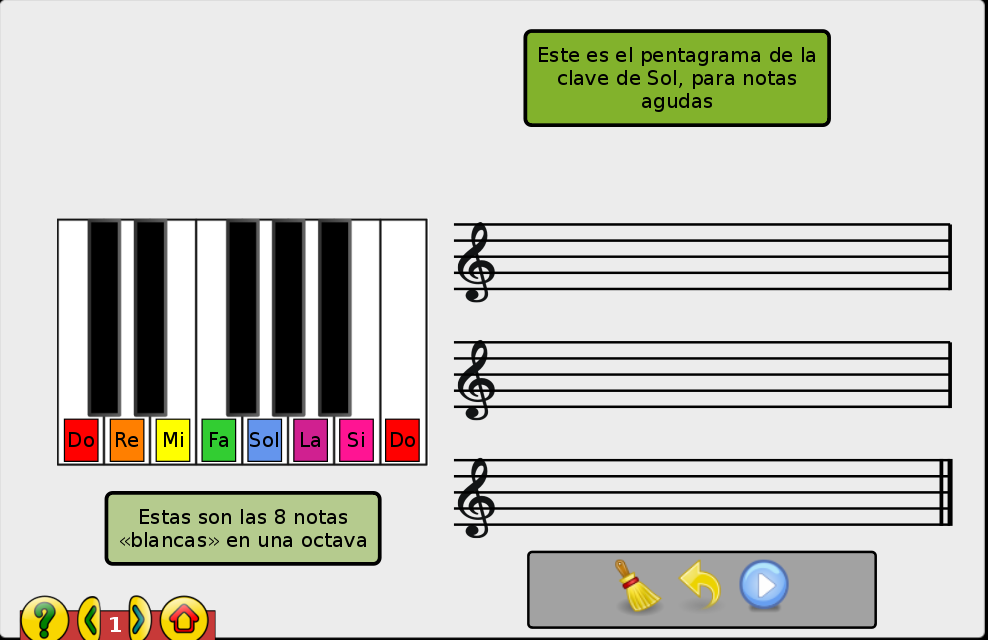 Este es el pentagrama de la
clave de Sol, para notas
agudas
Do Re Mi Fa Sol La Si Do
Estas son las 8 notas
«blancas» en una octava
?
1